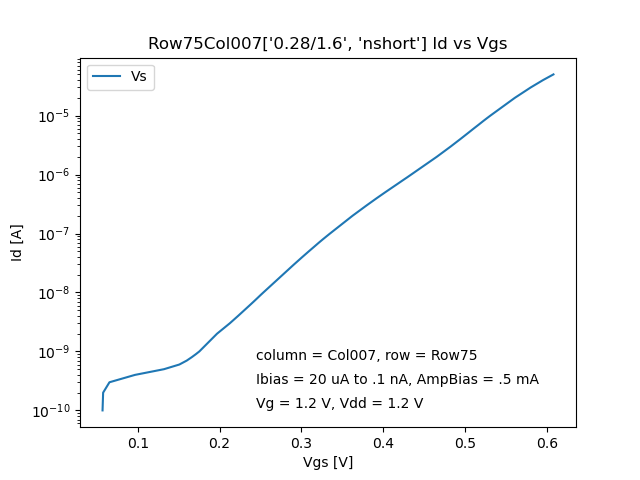 Row75Col007['0.28/1.6', 'nshort'] Id vs Vgs
Vs
10⁻⁵
10⁻⁶
10⁻⁷
10⁻⁸
10⁻⁹
10⁻¹⁰
Id [A]
column = Col007, row = Row75
Ibias = 20 uA to .1 nA, AmpBias = .5 mA
Vg = 1.2 V, Vdd = 1.2 V
0.1 0.2 0.3 0.4 0.5 0.6
Vgs [V]